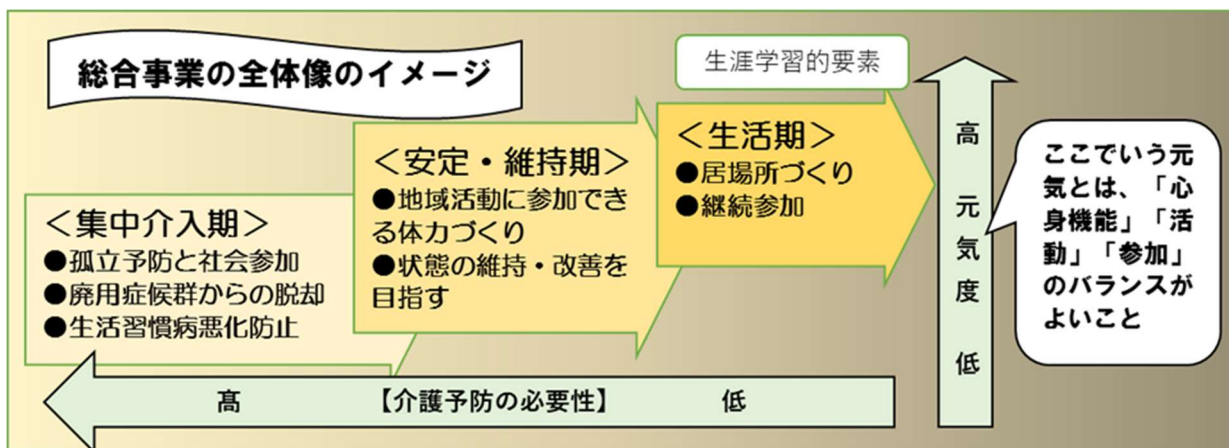 総合事業の全体像のイメージ
生涯学習的要素
＜集中介入期＞
●孤立予防と社会参加
●廃用症候群からの脱却
●生活習慣病悪化防止
＜安定・維持期＞
●地域活動に参加でき
る体力づくり
●状態の維持・改善を
目指す
＜生活期＞
●居場所づくり
●継続参加
高 元気度 低
ここでいう元
気とは、「心
身機能」「活
動」「参加」
のバランスが
よいこと
髙 【介護予防の必要性】 低